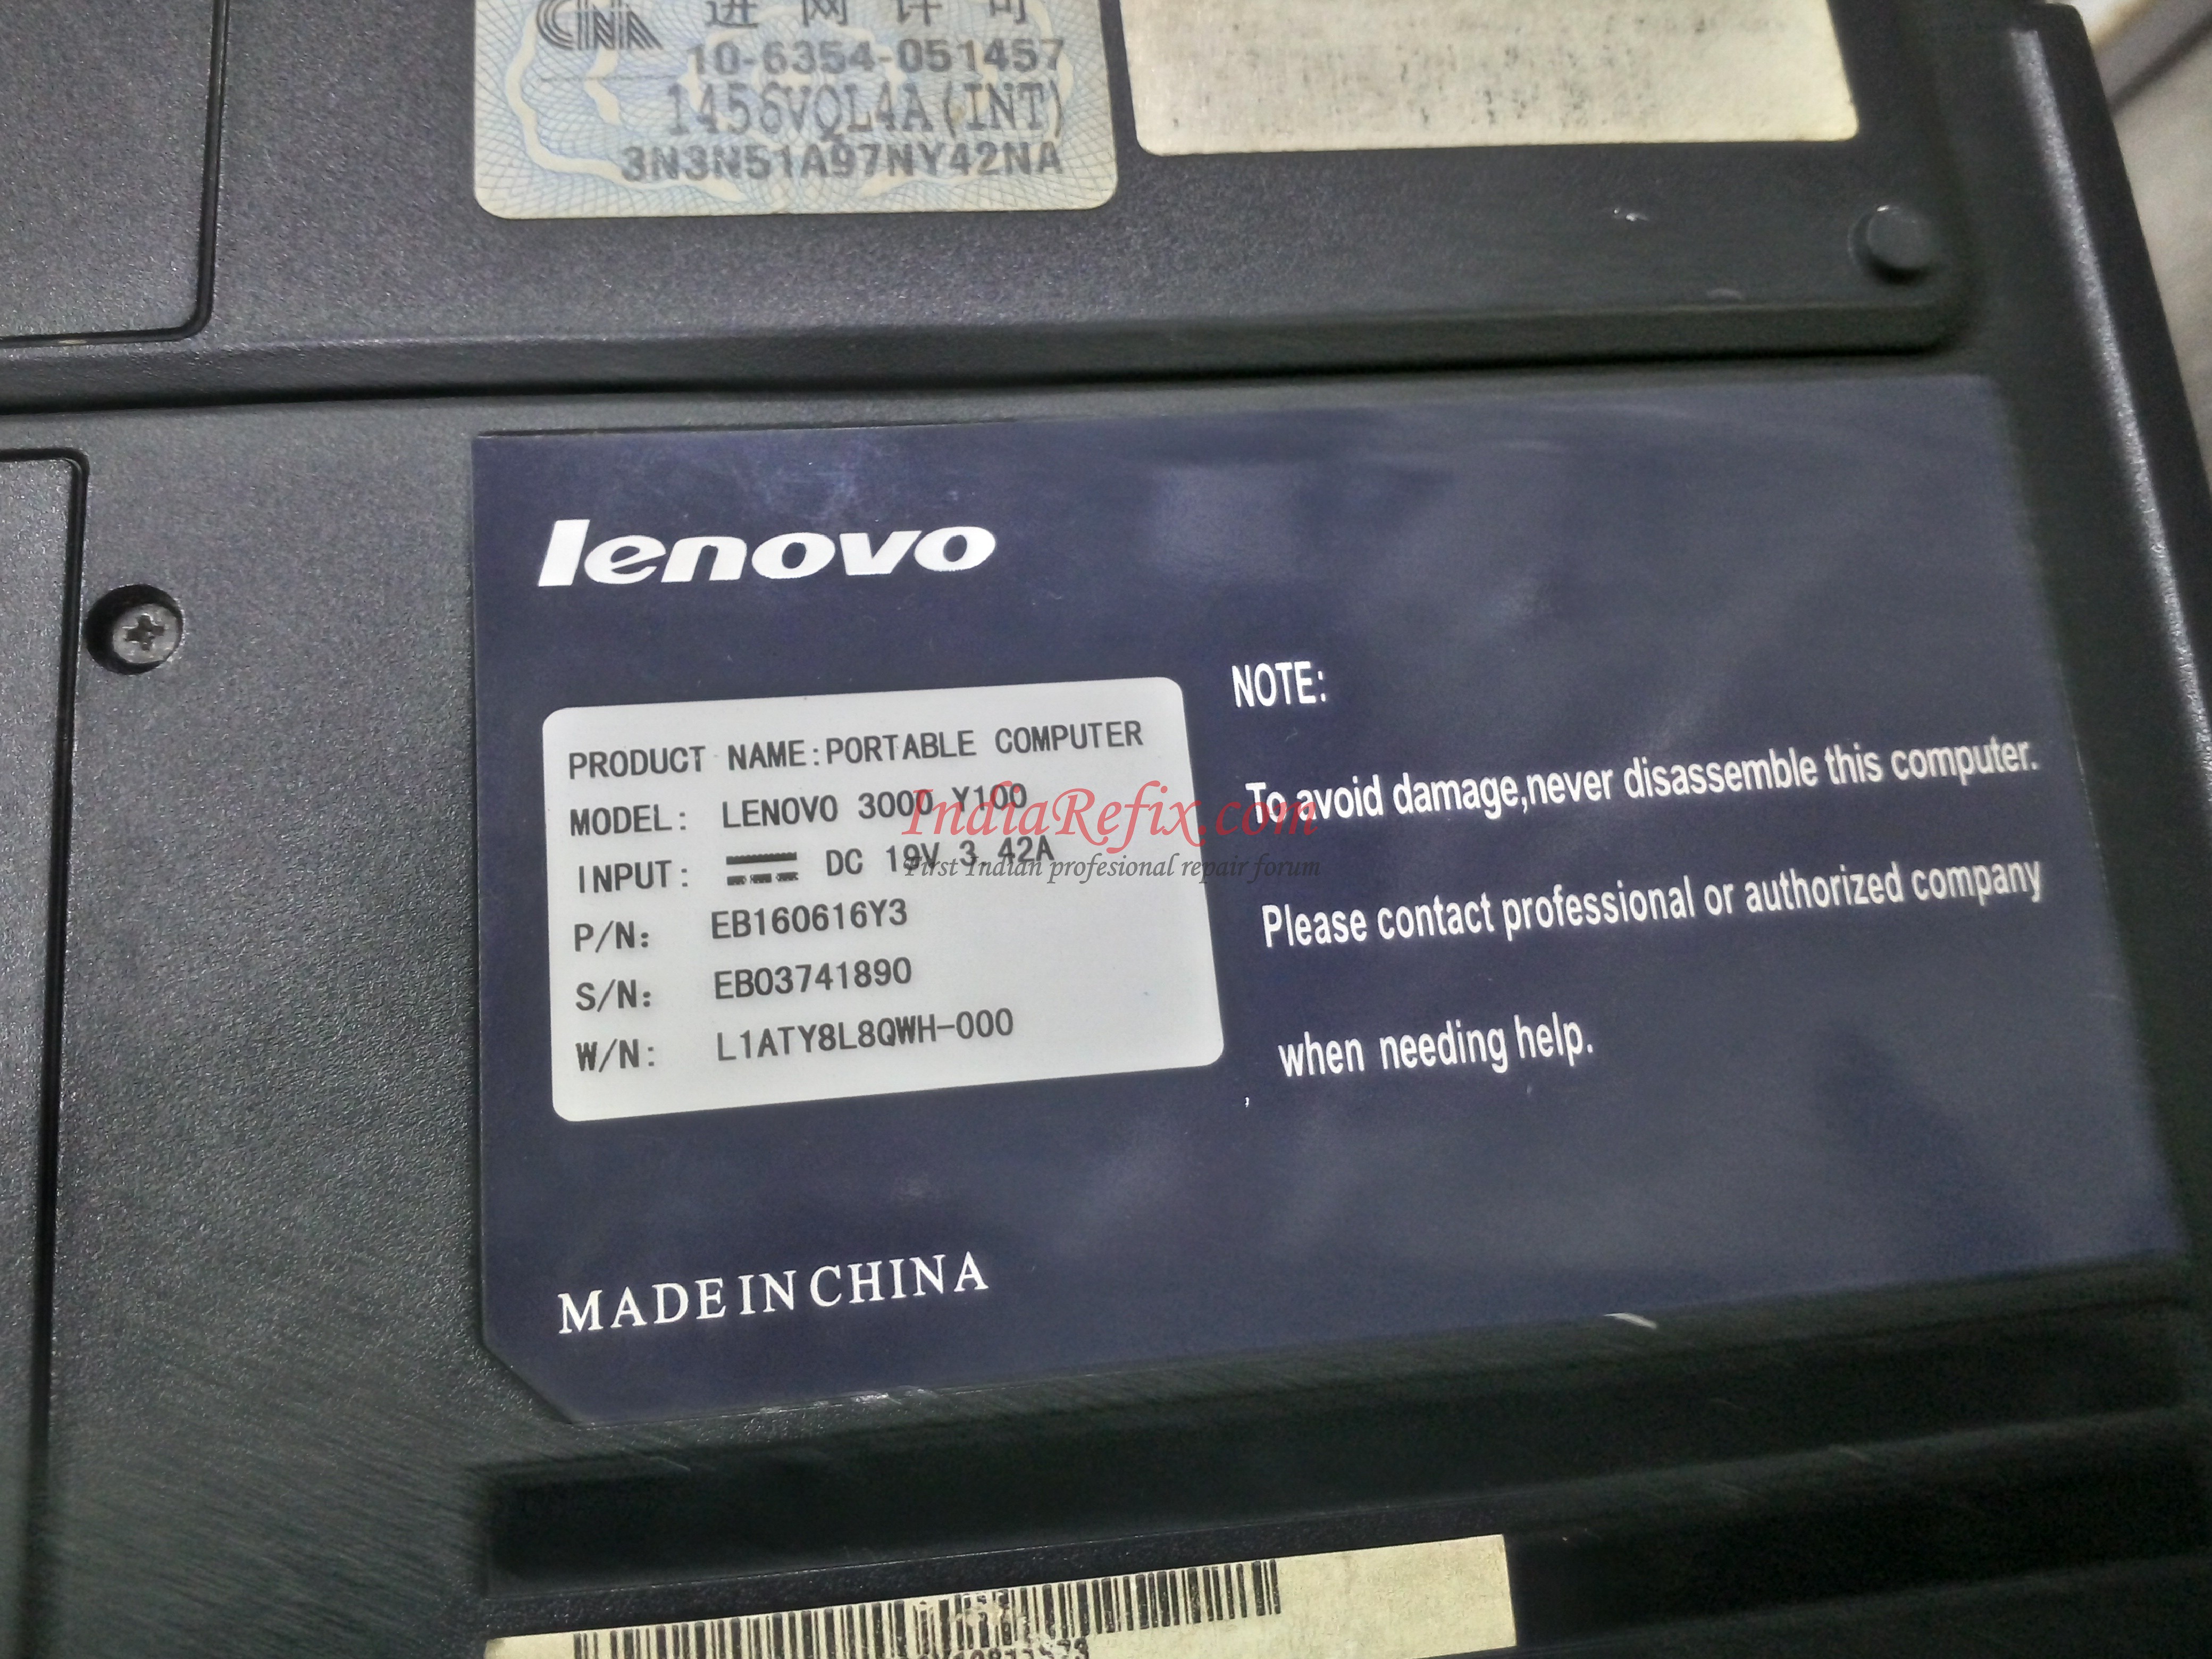 CNA 进网许可
10-6354-051457
1456VQL4A(INT)
3N3N51A97NY42NA
lenovo
PRODUCT NAME:PORTABLE COMPUTER
MODEL: LENOVO 3000 Y100
INPUT: DC 19V 3.42A
P/N: EB160616Y3
S/N: EB03741890
W/N: L1ATY8L8QWH-000
NOTE:
To avoid damage,never disassemble this computer.
Please contact professional or authorized company
when needing help.
IndiaRefix.com
First Indian profesional repair forum
MADE IN CHINA